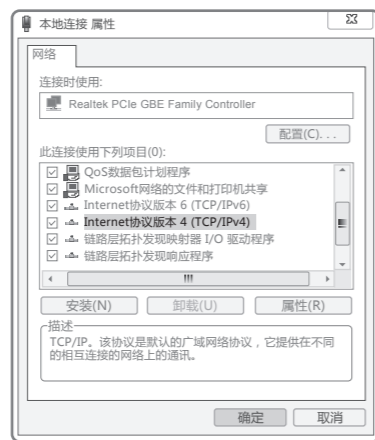 本地连接 属性
网络
连接时使用:
Realtek PCIe GBE Family Controller
配置(C). . .
此连接使用下列项目(0):
QoS数据包计划程序
Microsoft网络的文件和打印机共享
Internet协议版本 6 (TCP/IPv6)
Internet协议版本 4 (TCP/IPv4)
链路层拓扑发现映射器 I/O 驱动程序
链路层拓扑发现响应程序
安装(N)
卸载(U)
属性(R)
描述
TCP/IP。该协议是默认的广域网络协议，它提供在不同
的相互连接的网络上的通讯。
确定
取消